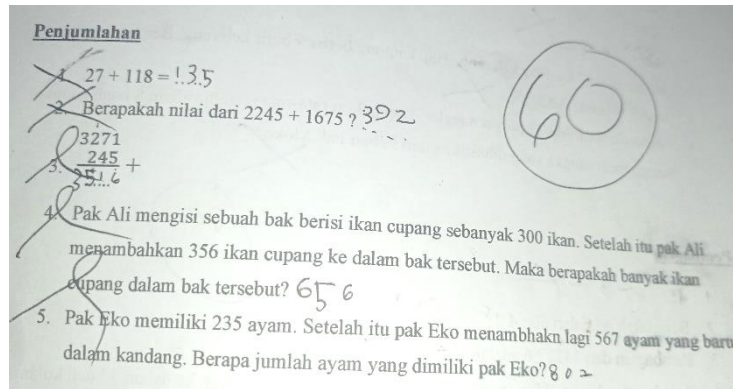 Penjumlahan
60
1. 27 + 118 = 135
2. Berapakah nilai dari 2245 + 1675 ? 392
3271
3. 245 +
3516
4. Pak Ali mengisi sebuah bak berisi ikan cupang sebanyak 300 ikan. Setelah itu pak Ali
menambahkan 356 ikan cupang ke dalam bak tersebut. Maka berapakah banyak ikan
cupang dalam bak tersebut? 656
5. Pak Eko memiliki 235 ayam. Setelah itu pak Eko menambahkn lagi 567 ayam yang baru
dalam kandang. Berapa jumlah ayam yang dimiliki pak Eko? 802